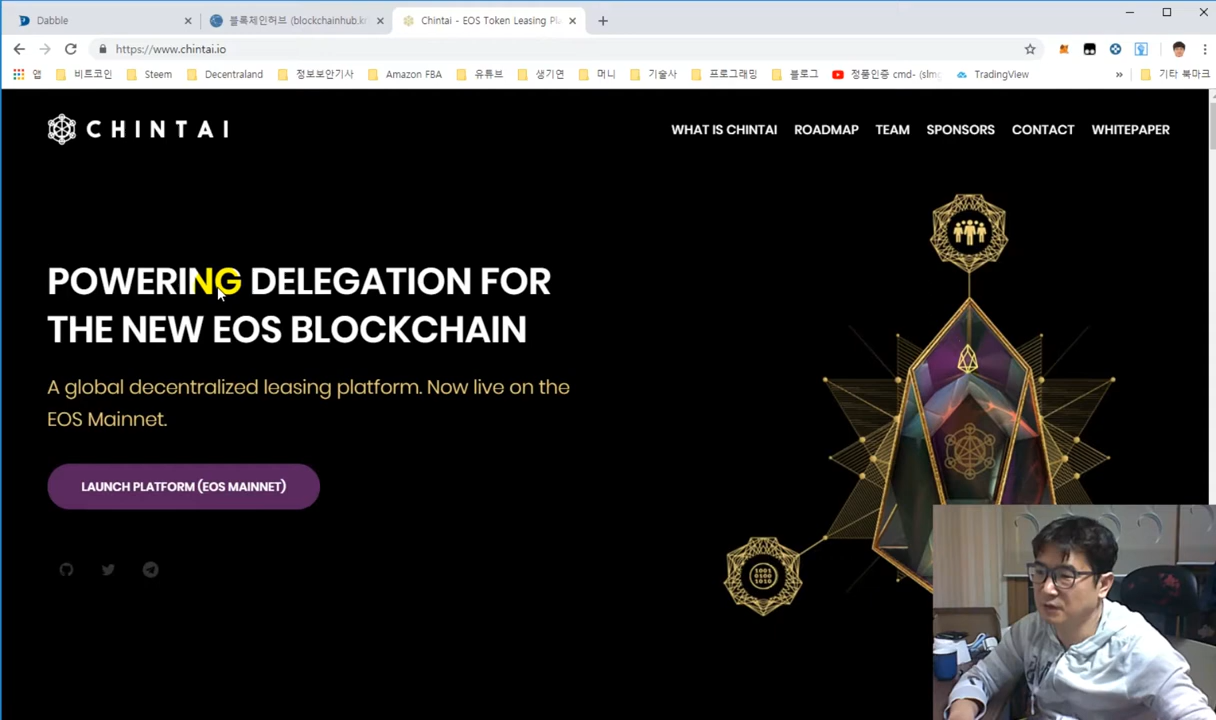 Dabble
블록체인허브 (blockchainhub.kr
Chintai - EOS Token Leasing Pl
https://www.chintai.io
앱
비트코인
Steem
Decentraland
정보보안기사
Amazon FBA
유튜브
생기연
머니
기술사
프로그래밍
블로그
정품인증 cmd- (slmg
TradingView
»
기타 북마크
CHINTAI
WHAT IS CHINTAI
ROADMAP
TEAM
SPONSORS
CONTACT
WHITEPAPER
POWERING DELEGATION FOR
THE NEW EOS BLOCKCHAIN
A global decentralized leasing platform. Now live on the
EOS Mainnet.
LAUNCH PLATFORM (EOS MAINNET)
1001
0100
1010